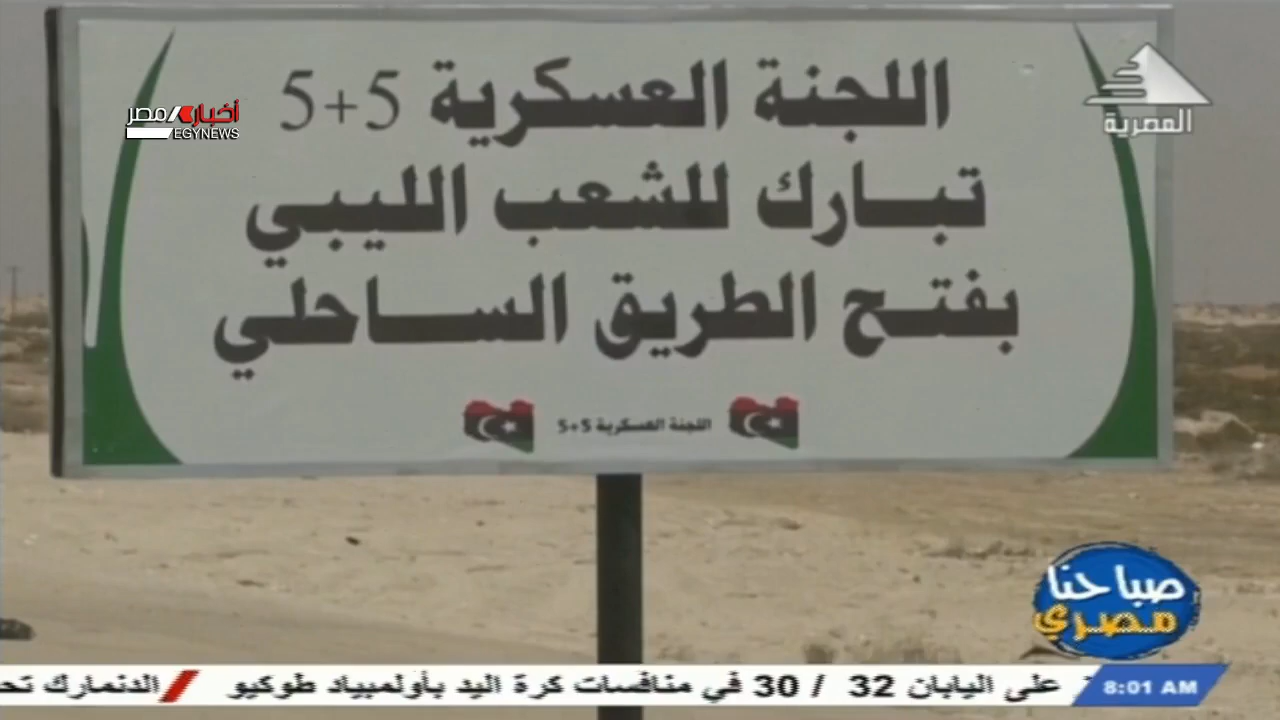 اللجنة العسكرية 5+5
تبارك للشعب الليبي
بفتح الطريق الساحلي
اللجنة العسكرية 5+5
أخبار/مصر
EGYNEWS
المصرية
صباحنا
مصري
على اليابان 32 / 30 في منافسات كرة اليد بأولمبياد طوكيو / الدنمارك
8:01 AM